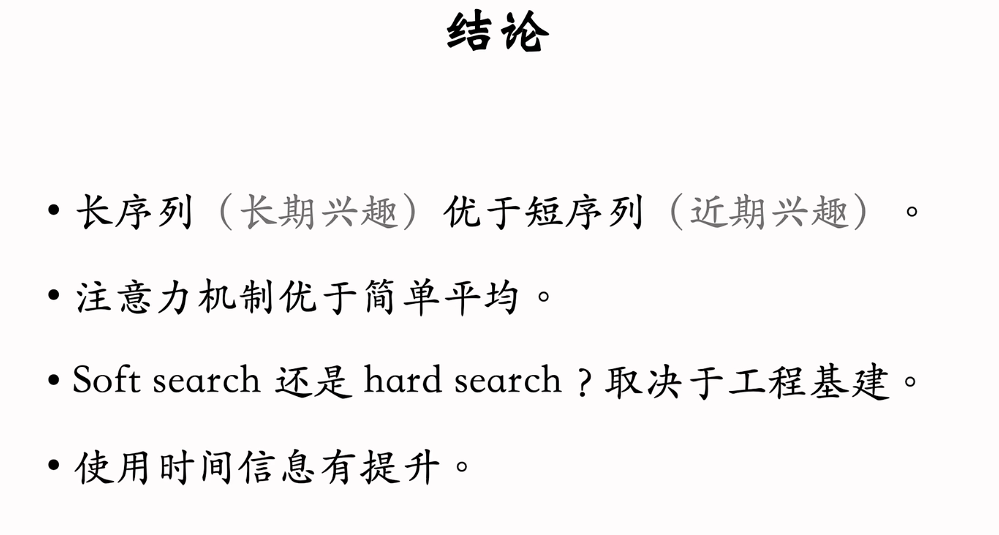 结论
• 长序列（长期兴趣）优于短序列（近期兴趣）。
• 注意力机制优于简单平均。
• Soft search 还是 hard search？取决于工程基建。
• 使用时间信息有提升。